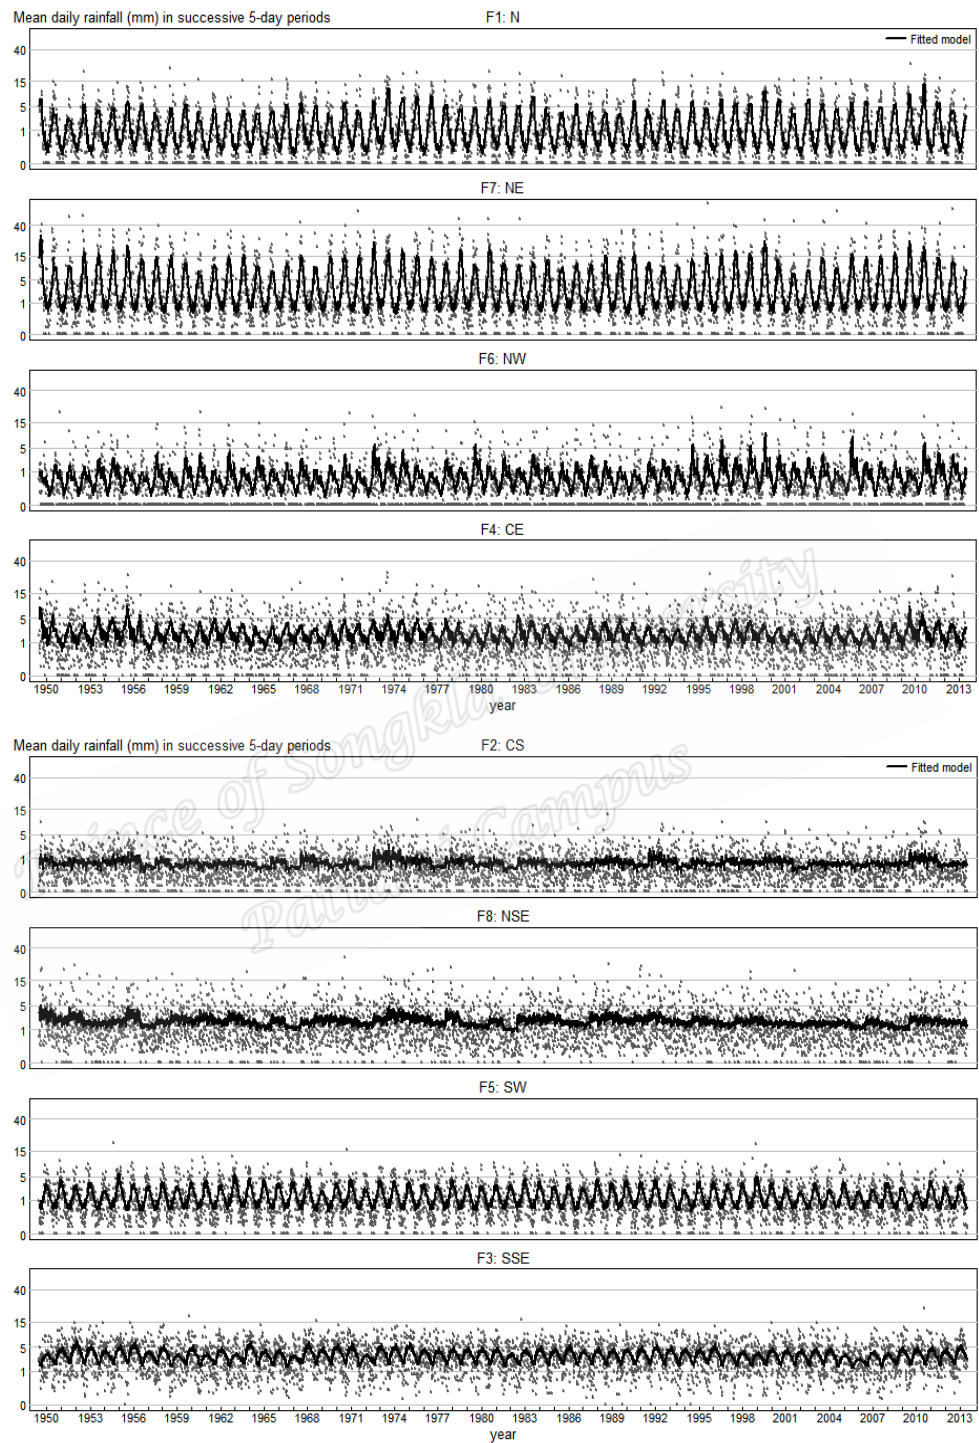 Mean daily rainfall (mm) in successive 5-day periods
F1: N
Fitted model
40
15
5
1
0
F7: NE
40
15
5
1
0
F6: NW
40
15
5
1
0
F4: CE
40
15
5
1
0
1950 1953 1956 1959 1962 1965 1968 1971 1974 1977 1980 1983 1986 1989 1992 1995 1998 2001 2004 2007 2010 2013
year
Prince of Songkla University
Pattani Campus
Mean daily rainfall (mm) in successive 5-day periods
F2: CS
Fitted model
40
15
5
1
0
F8: NSE
40
15
5
1
0
F5: SW
40
15
5
1
0
F3: SSE
40
15
5
1
0
1950 1953 1956 1959 1962 1965 1968 1971 1974 1977 1980 1983 1986 1989 1992 1995 1998 2001 2004 2007 2010 2013
year